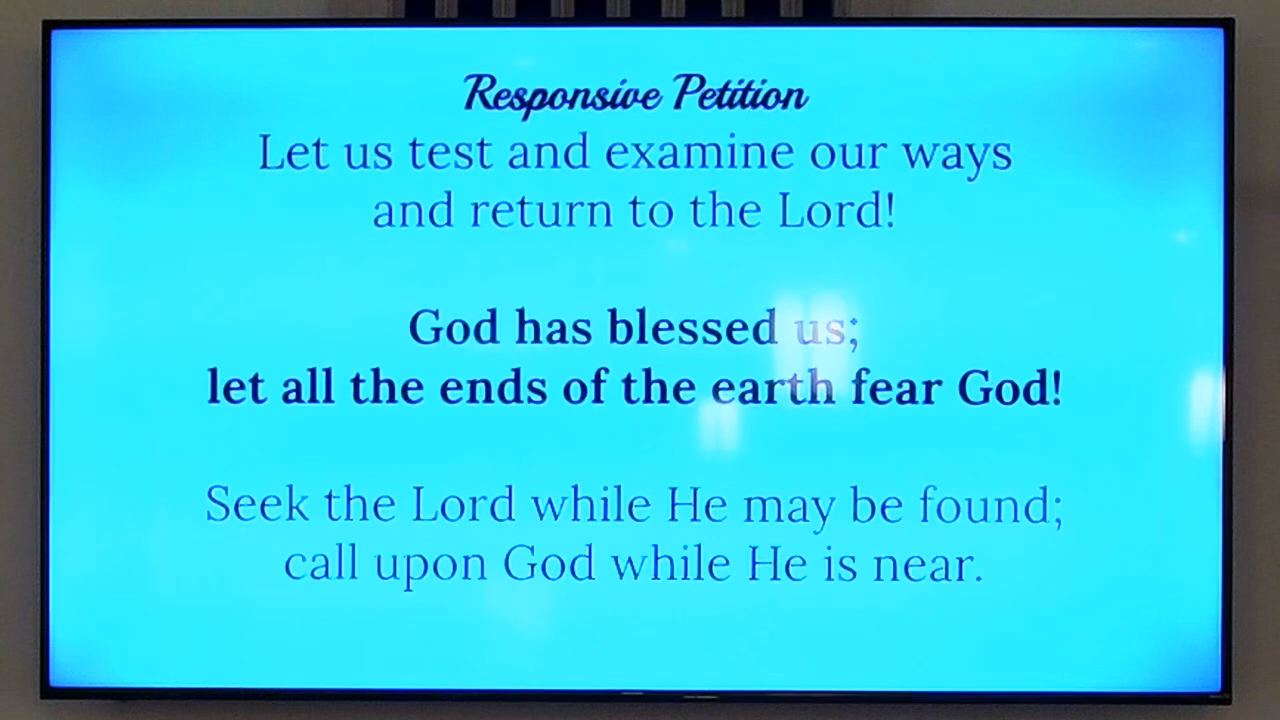 Responsive Petition
Let us test and examine our ways
and return to the Lord!
God has blessed us;
let all the ends of the earth fear God!
Seek the Lord while He may be found;
call upon God while He is near.